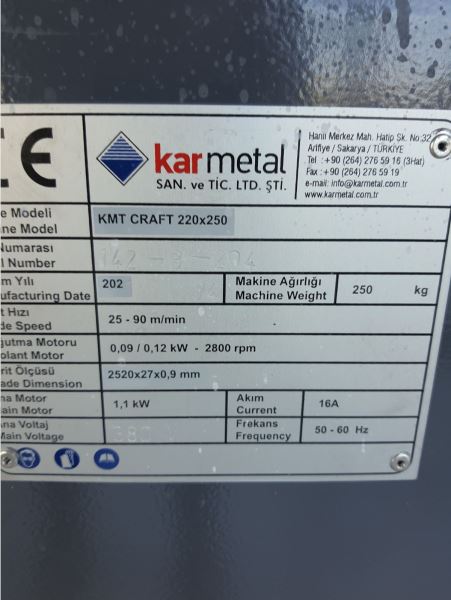 CE
karmetal
SAN. ve TİC. LTD. ŞTİ.
Hanlı Merkez Mah. Hatip Sk. No:32
Arifiye / Sakarya / TÜRKİYE
Tel : +90 (264) 276 59 16 (3Hat)
Fax : +90 (264) 276 59 19
e-mail: info@karmetal.com.tr
www.karmetal.com.tr
e Modeli
ne Model
KMT CRAFT 220x250
Numarası
l Number
m Yılı
ufacturing Date
202
Makine Ağırlığı
Machine Weight
250 kg
t Hızı
de Speed
25 - 90 m/min
ğutma Motoru
olant Motor
0,09 / 0,12 kW - 2800 rpm
rit Ölçüsü
ade Dimension
2520x27x0,9 mm
na Motor
ain Motor
1,1 kW
Akım
Current
16A
na Voltaj
Main Voltage
380
Frekans
Frequency
50 - 60 Hz